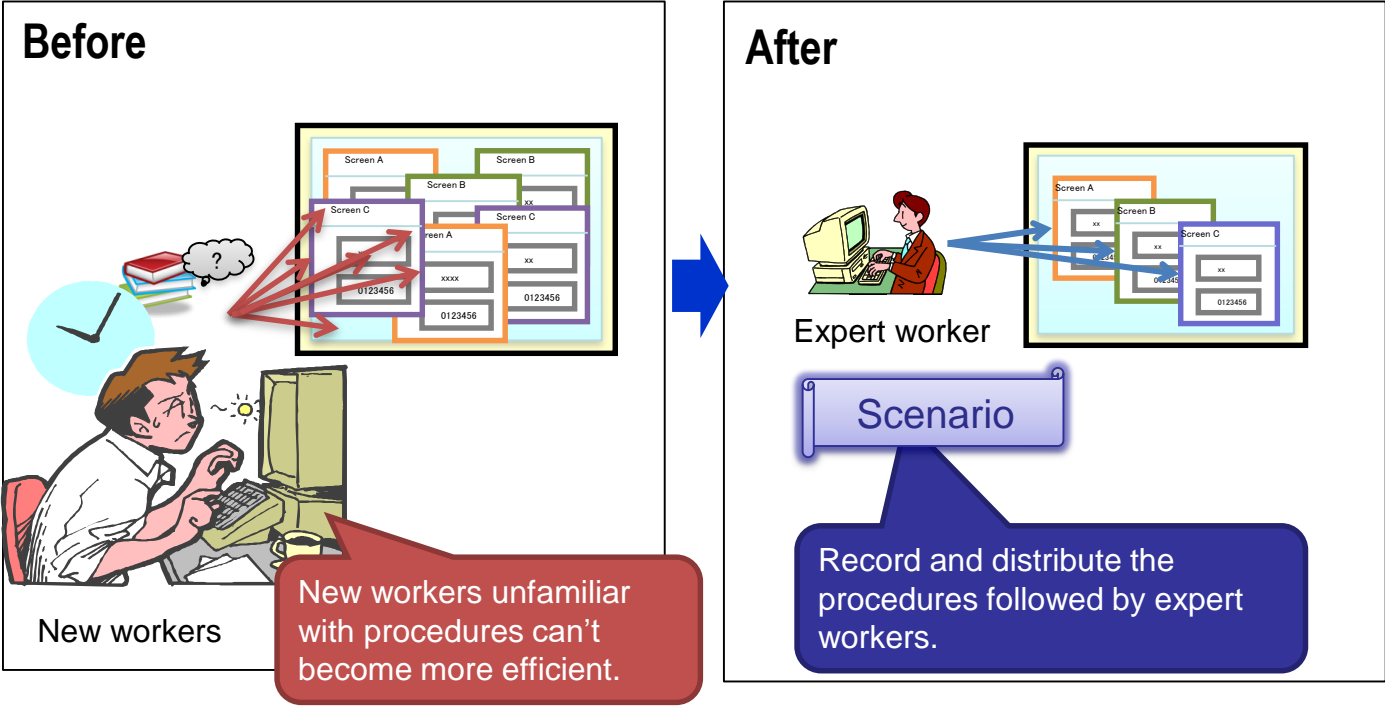 Before
Screen A
Screen B
Screen B
xx
Screen C
Screen C
reen A
xx
xxxx
0123456
0123456
0123456
?
New workers
New workers unfamiliar
with procedures can't
become more efficient.
After
Screen A
xx
Screen B
xx
Screen C
xx
0123456
Expert worker
Scenario
Record and distribute the
procedures followed by expert
workers.